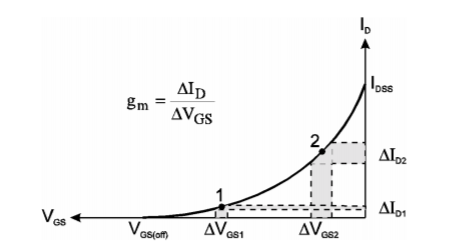 I_D
I_DSS
g_m = ΔI_D / ΔV_GS
2
ΔI_D2
1
ΔI_D1
V_GS
V_GS(off)
ΔV_GS1
ΔV_GS2